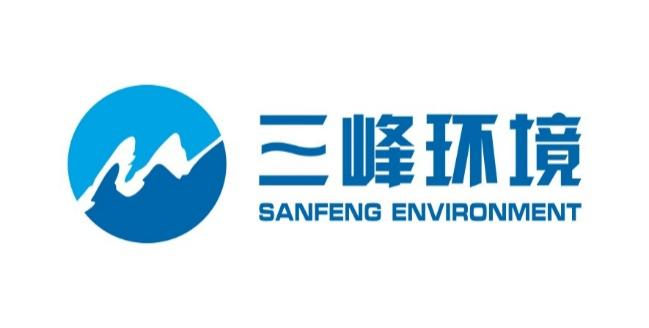 三峰环境
SANFENG ENVIRONMENT